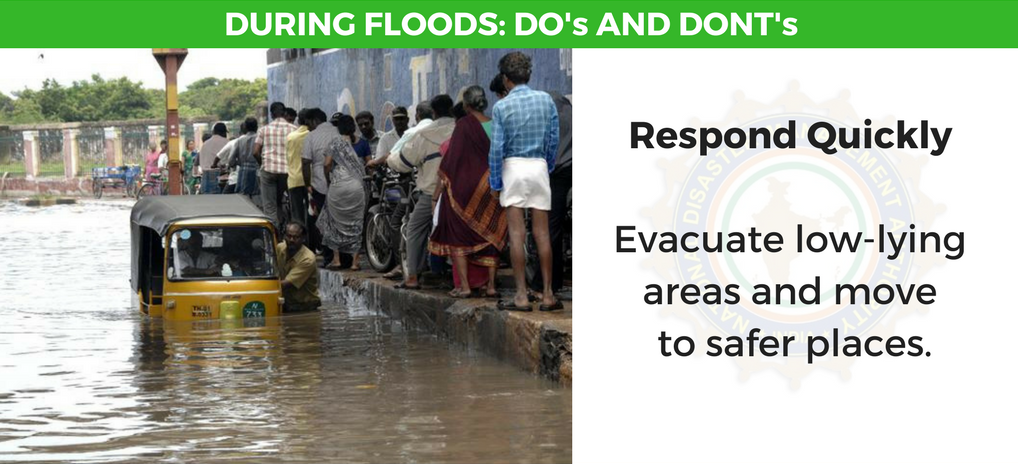 DURING FLOODS: DO's AND DONT's
Respond Quickly
Evacuate low-lying
areas and move
to safer places.